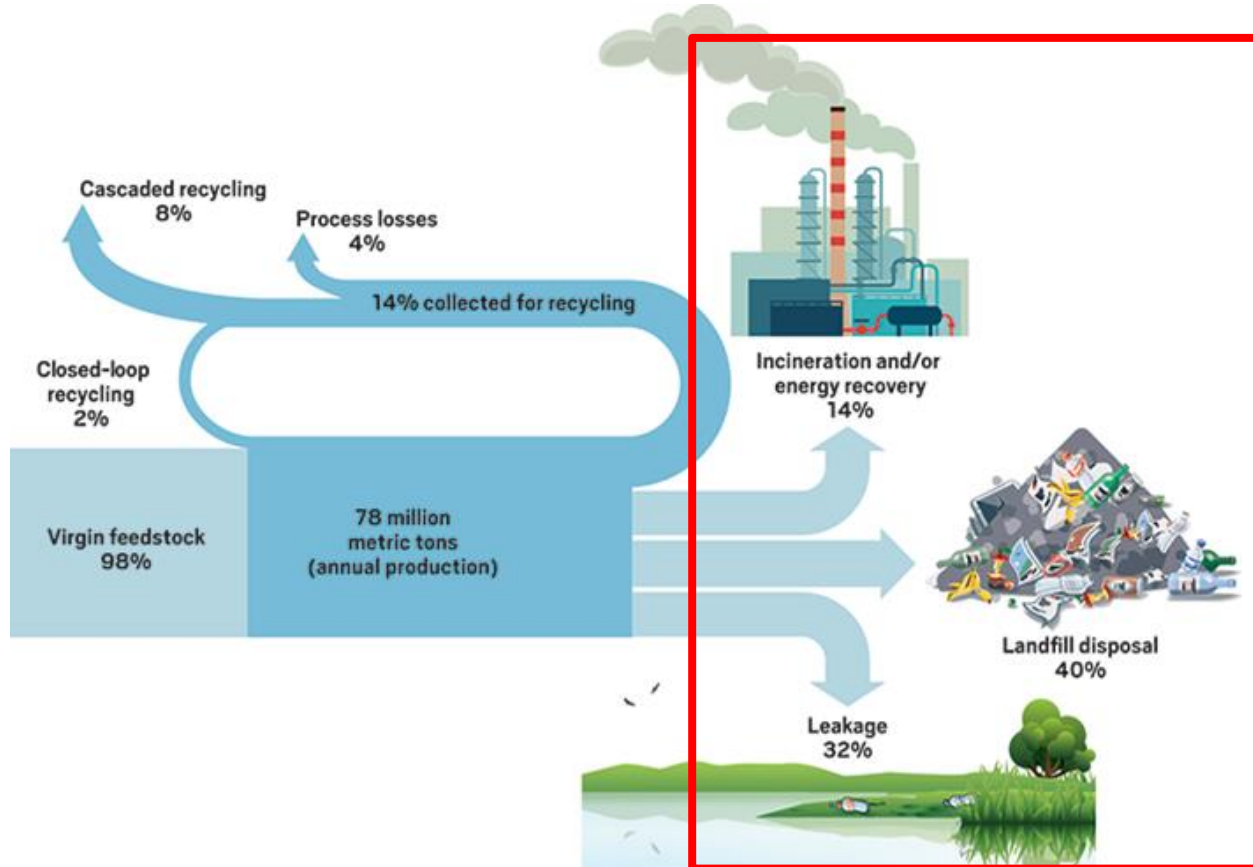 Cascaded recycling
8%
Process losses
4%
14% collected for recycling
Closed-loop
recycling
2%
Virgin feedstock
98%
78 million
metric tons
(annual production)
Incineration and/or
energy recovery
14%
Landfill disposal
40%
Leakage
32%